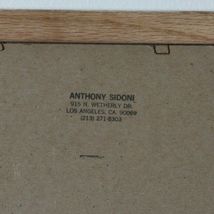 ANTHONY SIDONI
915 N. WETHERLY DR.
LOS ANGELES, CA. 90069
(213) 271-8303